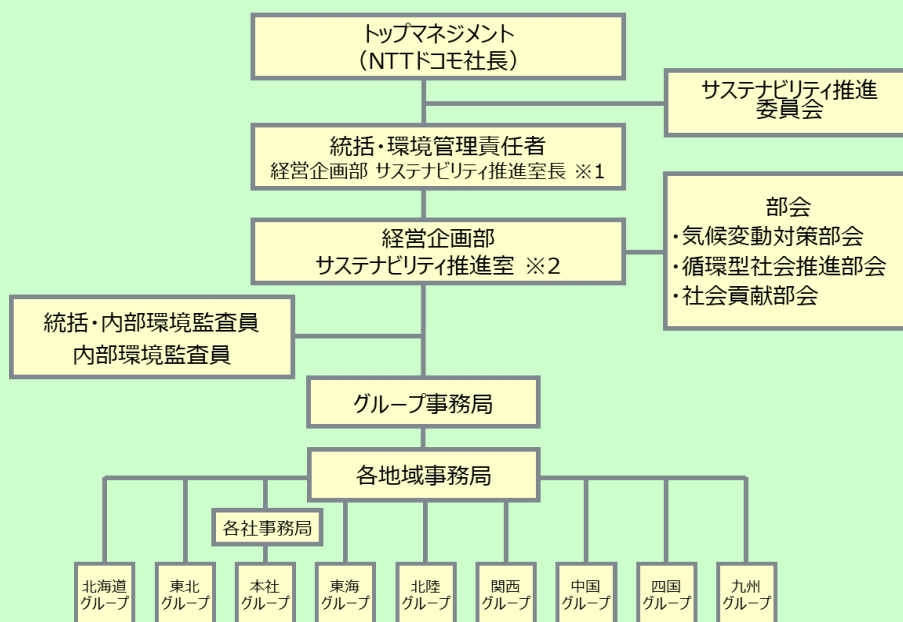 トップマネジメント
（NTTドコモ社長）
サステナビリティ推進
委員会
統括・環境管理責任者
経営企画部 サステナビリティ推進室長 ※1
部会
・気候変動対策部会
・循環型社会推進部会
・社会貢献部会
経営企画部
サステナビリティ推進室 ※2
統括・内部環境監査員
内部環境監査員
グループ事務局
各地域事務局
各社事務局
北海道
グループ
東北
グループ
本社
グループ
東海
グループ
北陸
グループ
関西
グループ
中国
グループ
四国
グループ
九州
グループ